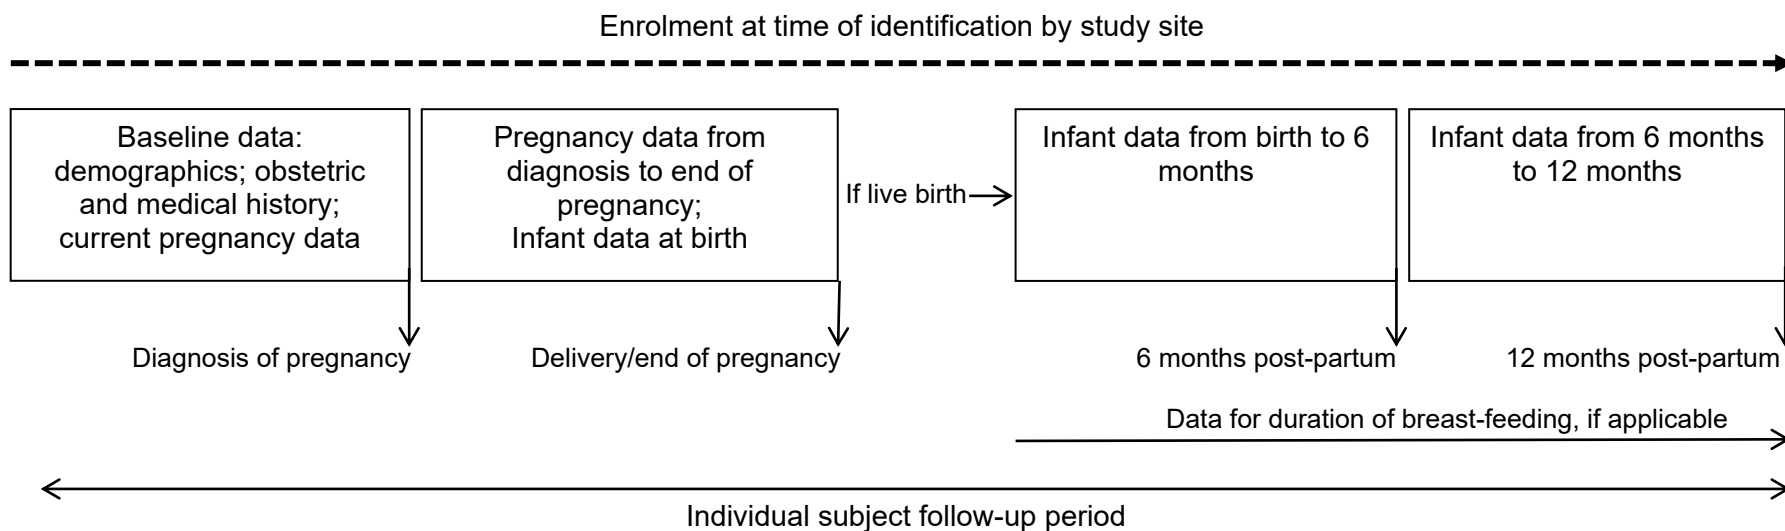 Enrolment at time of identification by study site
Baseline data:
demographics; obstetric
and medical history;
current pregnancy data
Pregnancy data from
diagnosis to end of
pregnancy;
Infant data at birth
If live birth
Infant data from birth to 6
months
Infant data from 6 months
to 12 months
Diagnosis of pregnancy
Delivery/end of pregnancy
6 months post-partum
12 months post-partum
Data for duration of breast-feeding, if applicable
Individual subject follow-up period